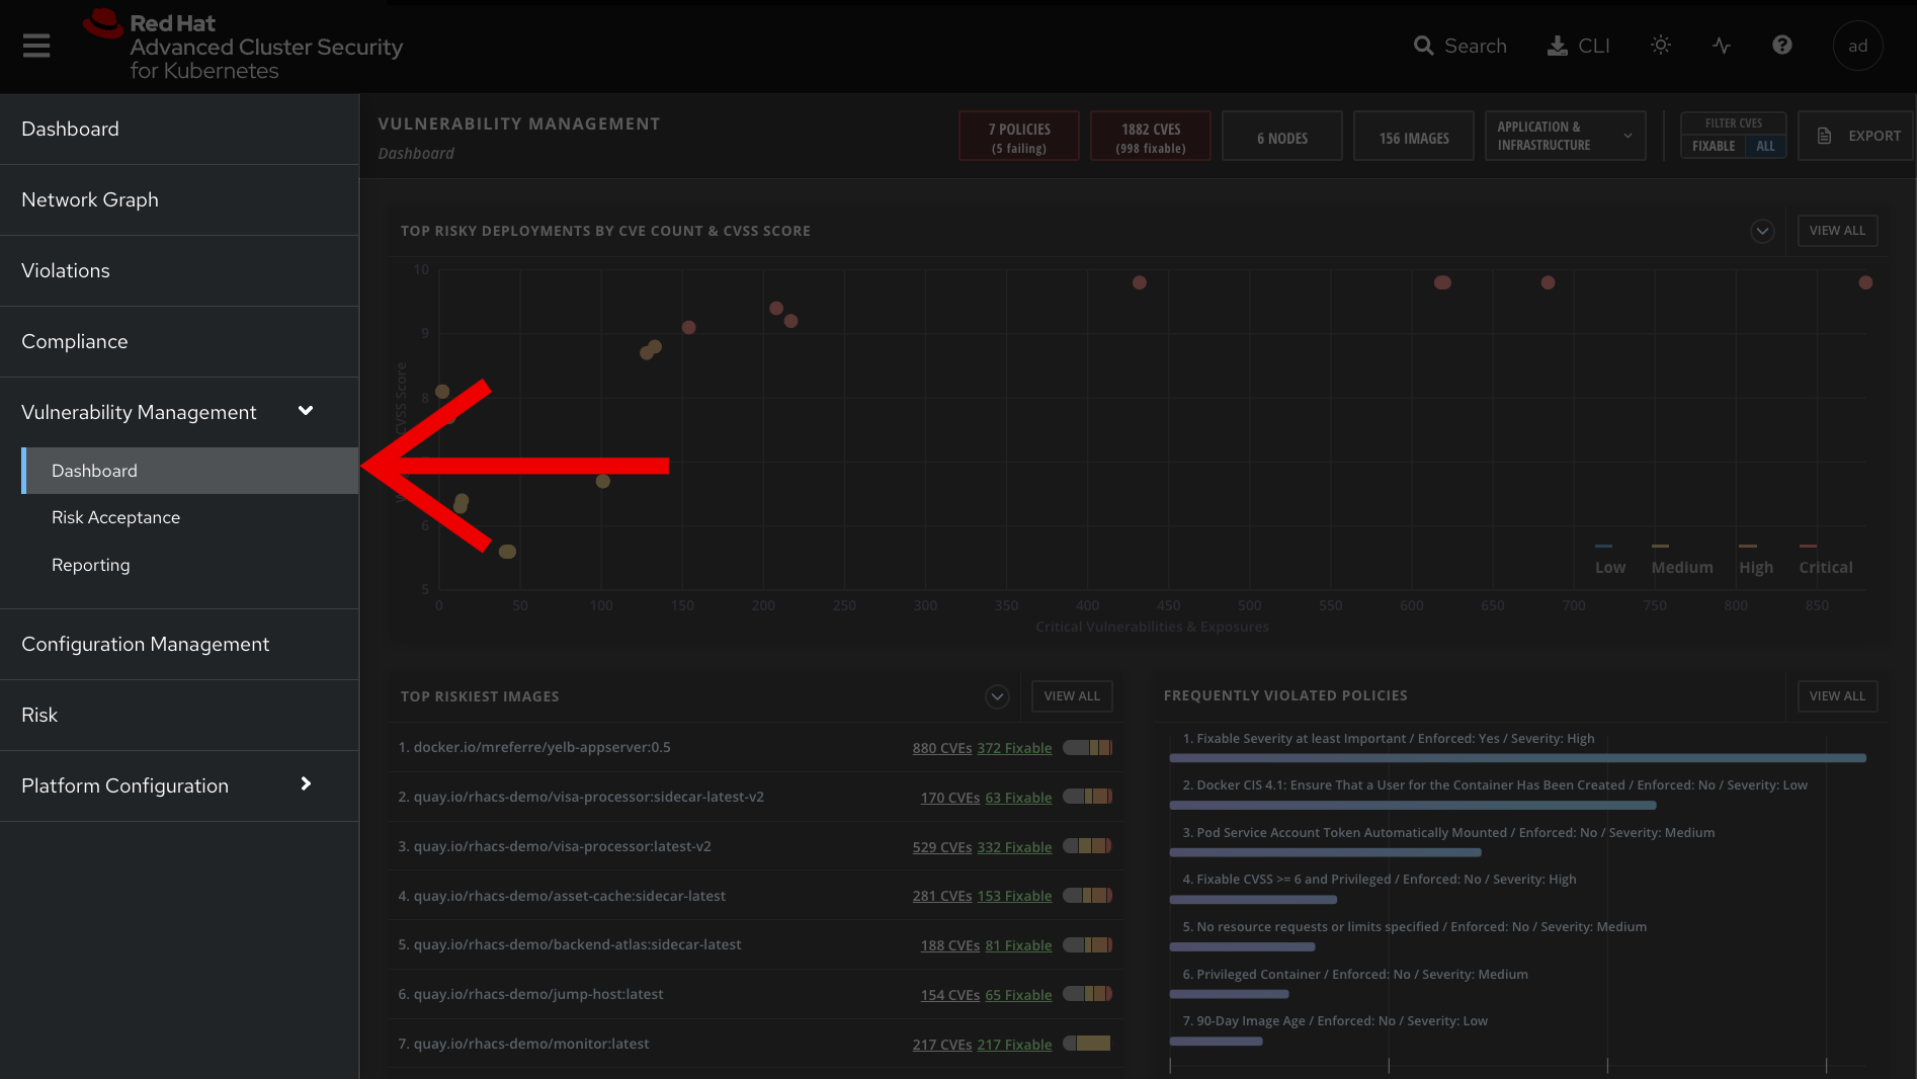 Red Hat
Advanced Cluster Security
for Kubernetes
Search
CLI
ad
Dashboard
Network Graph
Violations
Compliance
Vulnerability Management
Dashboard
Risk Acceptance
Reporting
Configuration Management
Risk
Platform Configuration
VULNERABILITY MANAGEMENT
Dashboard
7 POLICIES
(5 failing)
1882 CVES
(998 fixable)
6 NODES
156 IMAGES
APPLICATION &
INFRASTRUCTURE
FILTER CVES
FIXABLE ALL
EXPORT
TOP RISKY DEPLOYMENTS BY CVE COUNT & CVSS SCORE
VIEW ALL
10
9
8
6
5
CVSS Score
0 50 100 150 200 250 300 350 400 450 500 550 600 650 700 750 800 850
Critical Vulnerabilities & Exposures
Low Medium High Critical
TOP RISKIEST IMAGES
VIEW ALL
1. docker.io/mreferre/yelb-appserver:0.5 880 CVEs 372 Fixable
2. quay.io/rhacs-demo/visa-processor:sidecar-latest-v2 170 CVEs 63 Fixable
3. quay.io/rhacs-demo/visa-processor:latest-v2 529 CVEs 332 Fixable
4. quay.io/rhacs-demo/asset-cache:sidecar-latest 281 CVEs 153 Fixable
5. quay.io/rhacs-demo/backend-atlas:sidecar-latest 188 CVEs 81 Fixable
6. quay.io/rhacs-demo/jump-host:latest 154 CVEs 65 Fixable
7. quay.io/rhacs-demo/monitor:latest 217 CVEs 217 Fixable
FREQUENTLY VIOLATED POLICIES
VIEW ALL
1. Fixable Severity at least Important / Enforced: Yes / Severity: High
2. Docker CIS 4.1: Ensure That a User for the Container Has Been Created / Enforced: No / Severity: Low
3. Pod Service Account Token Automatically Mounted / Enforced: No / Severity: Medium
4. Fixable CVSS >= 6 and Privileged / Enforced: No / Severity: High
5. No resource requests or limits specified / Enforced: No / Severity: Medium
6. Privileged Container / Enforced: No / Severity: Medium
7. 90-Day Image Age / Enforced: No / Severity: Low